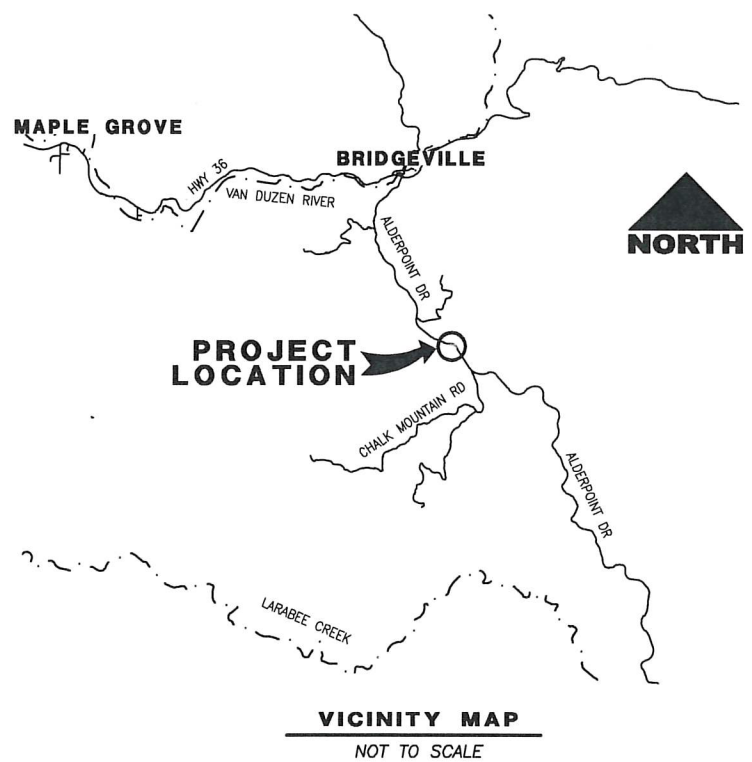 MAPLE GROVE
BRIDGEVILLE
HWY 36
VAN DUZEN RIVER
NORTH
ALDERPOINT DR
PROJECT
LOCATION
CHALK MOUNTAIN RD
ALDERPOINT DR
LARABEE CREEK
VICINITY MAP
NOT TO SCALE